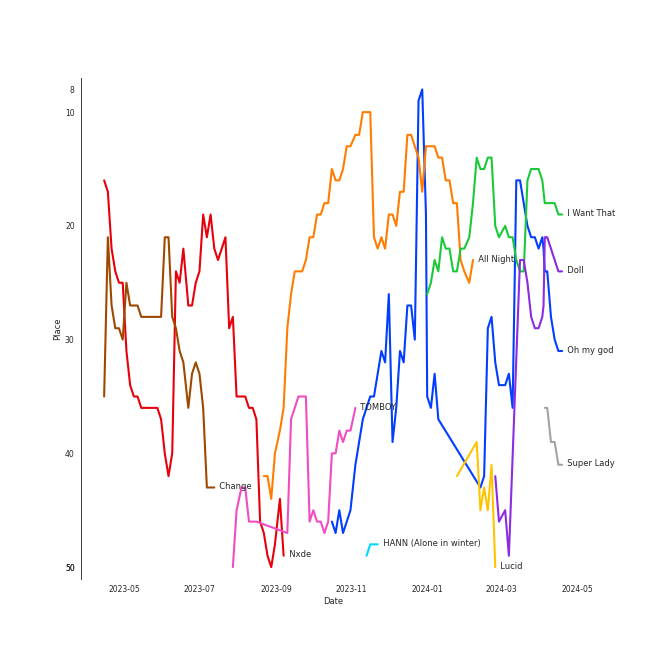 8
10
20
I Want That
All Night
Doll
30
Place
Oh my god
TOMBOY
40
Super Lady
Change
HANN (Alone in winter)
Nxde
50
Lucid
2023-05
2023-07
2023-09
2023-11
2024-01
2024-03
2024-05
Date